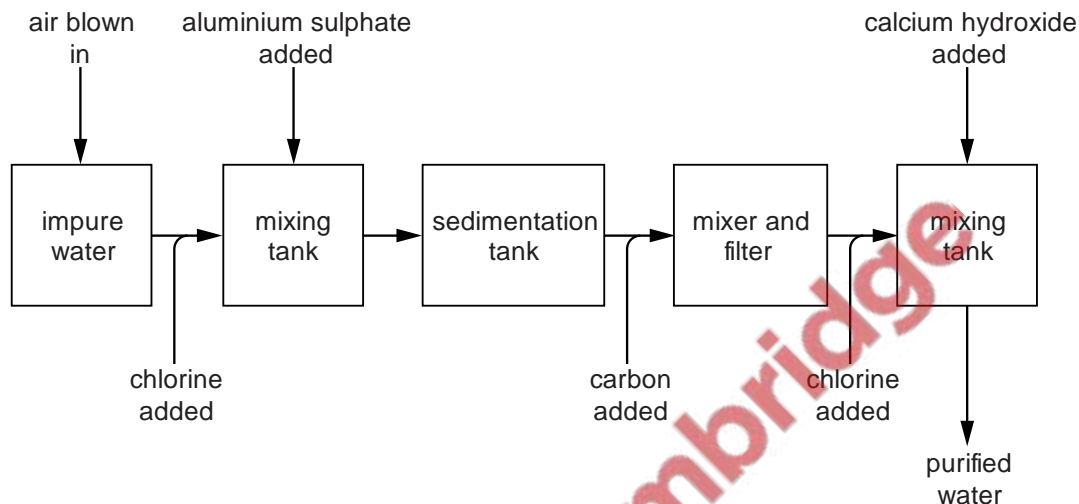 air blown
in
aluminium sulphate
added
calcium hydroxide
added
impure
water
mixing
tank
sedimentation
tank
mixer and
filter
mixing
tank
chlorine
added
carbon
added
chlorine
added
purified
water
mbridge